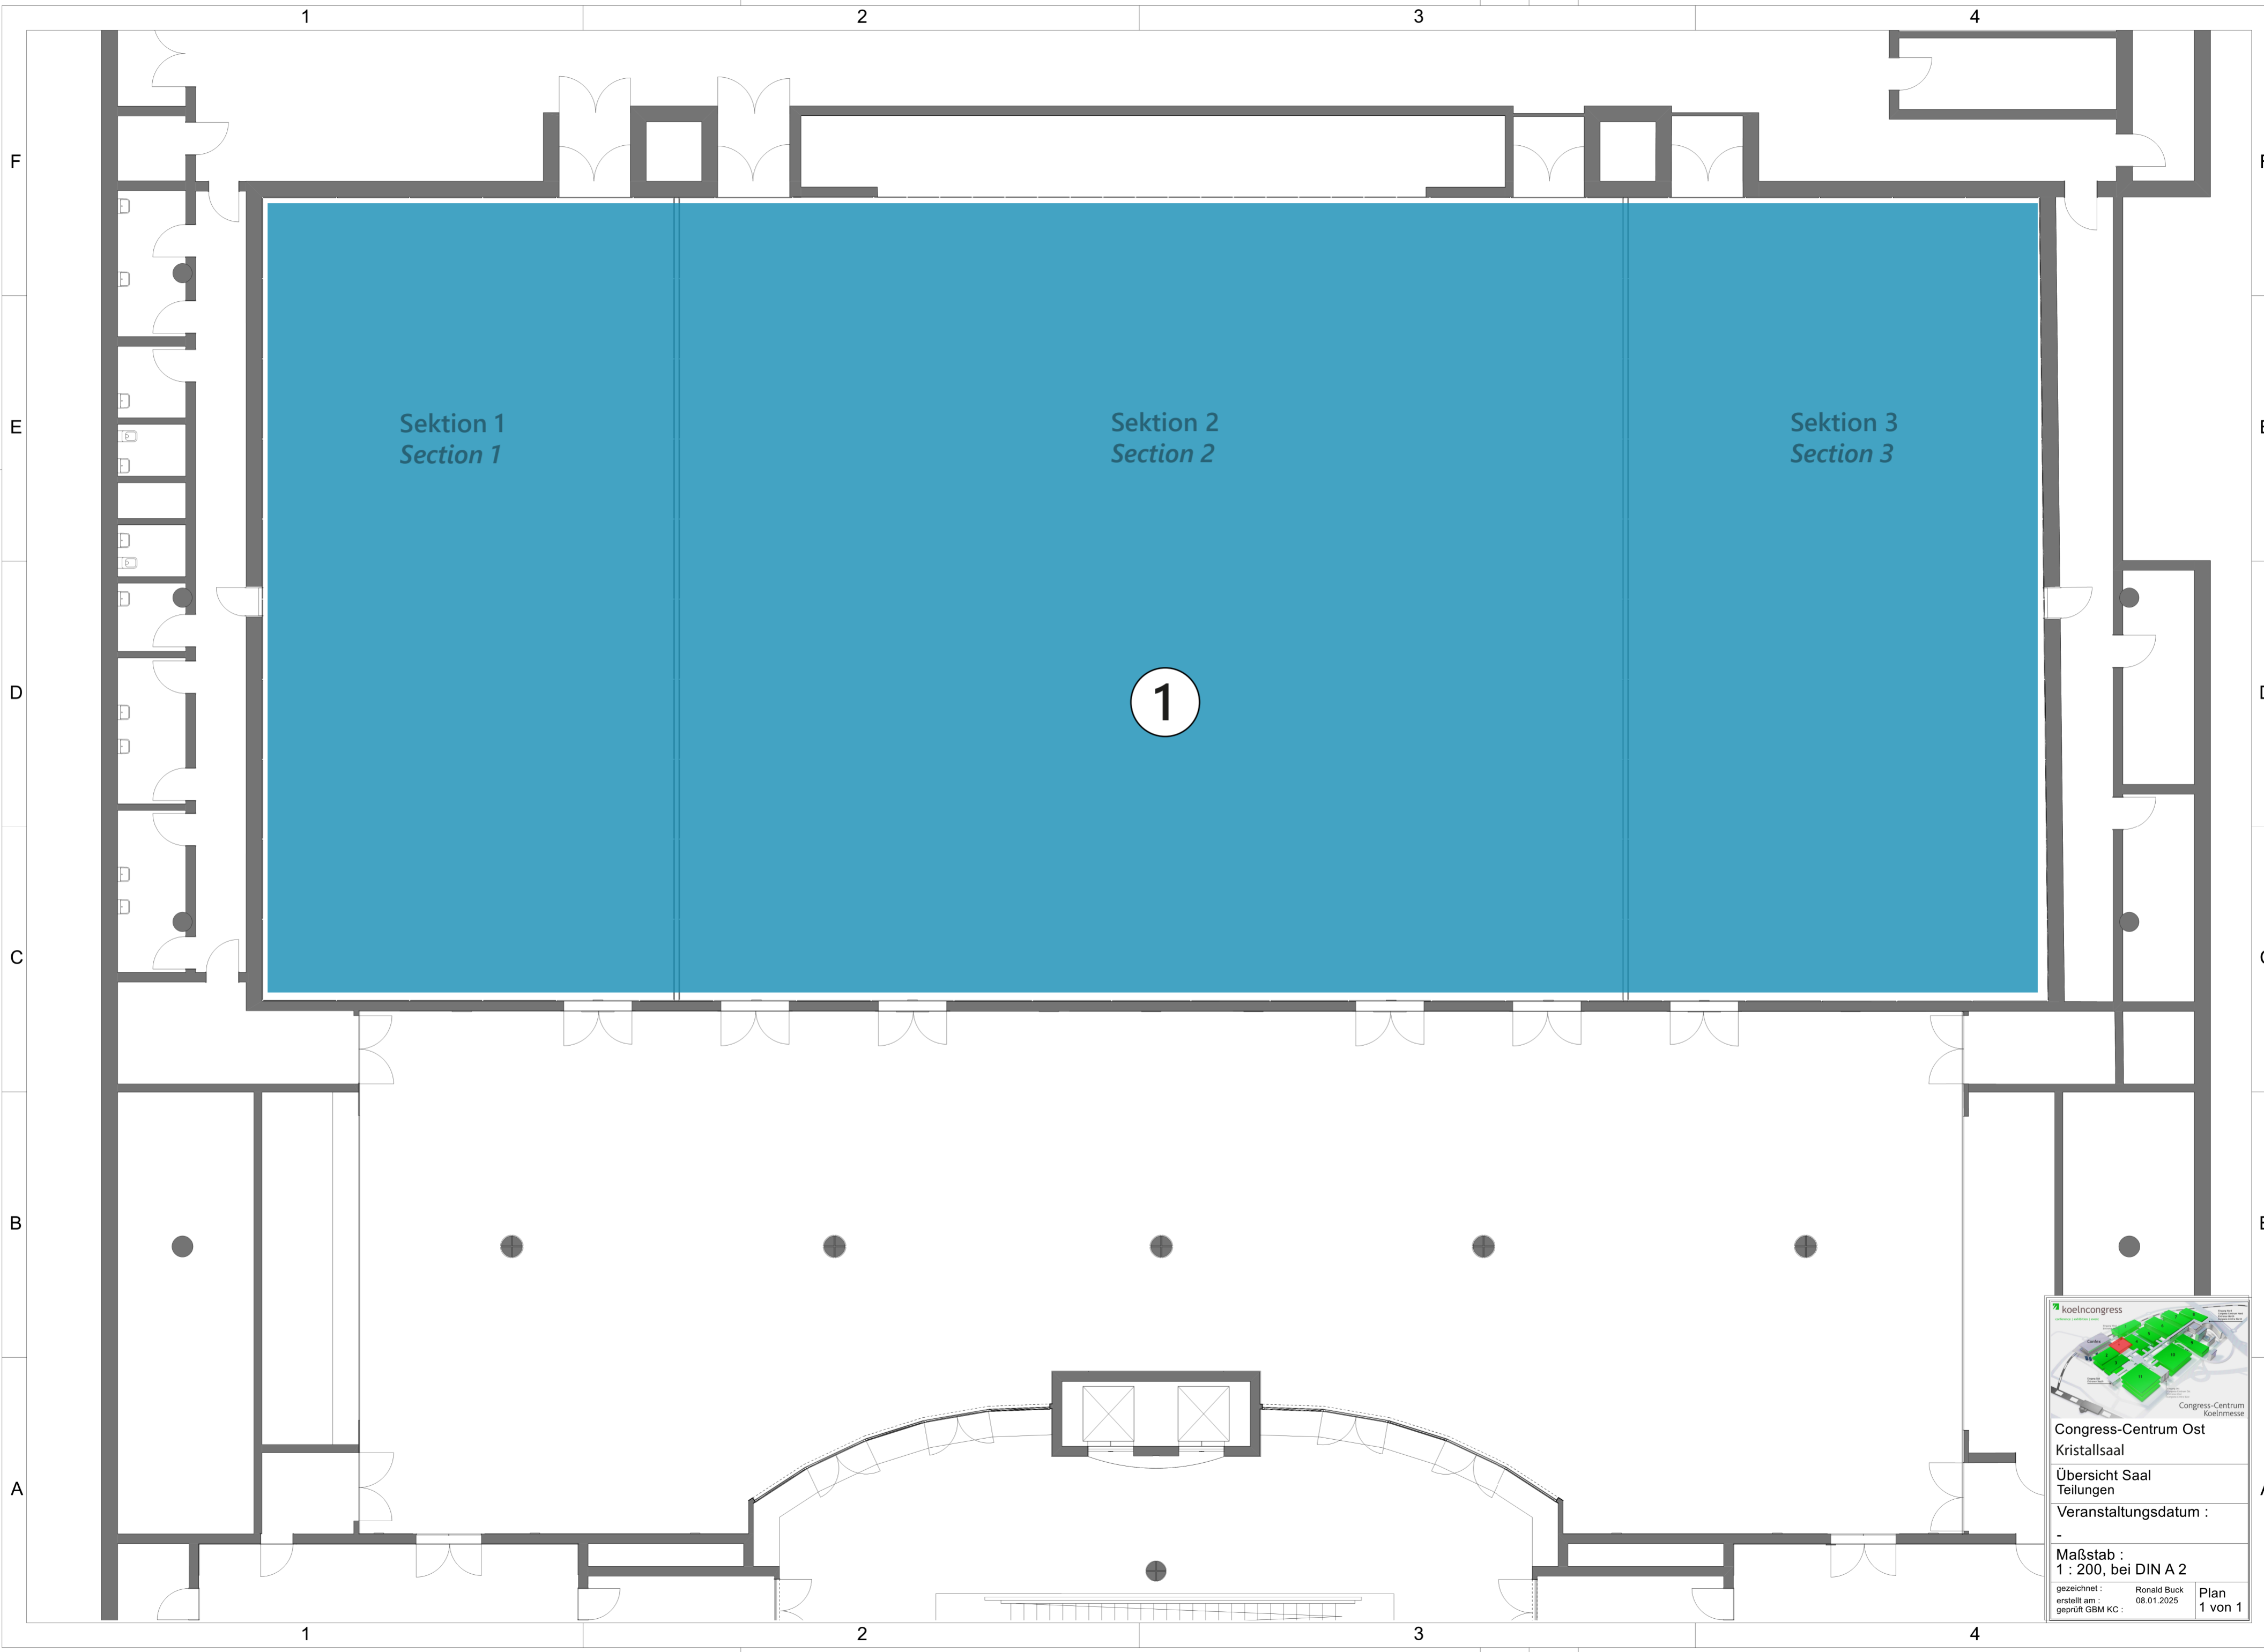 1 2 3 4
F
F
Sektion 1
Section 1
Sektion 2
Section 2
Sektion 3
Section 3
E
E
1
D
D
C
C
B
B
koelncongress
Confex
Congress-Centrum
Koelnmesse
Congress-Centrum Ost
Kristallsaal
A
A
Übersicht Saal
Teilungen
Veranstaltungsdatum :
-
Maßstab :
1 : 200, bei DIN A 2
gezeichnet : Ronald Buck
erstellt am : 08.01.2025
geprüft GBM KC :
Plan
1 von 1
1 2 3 4